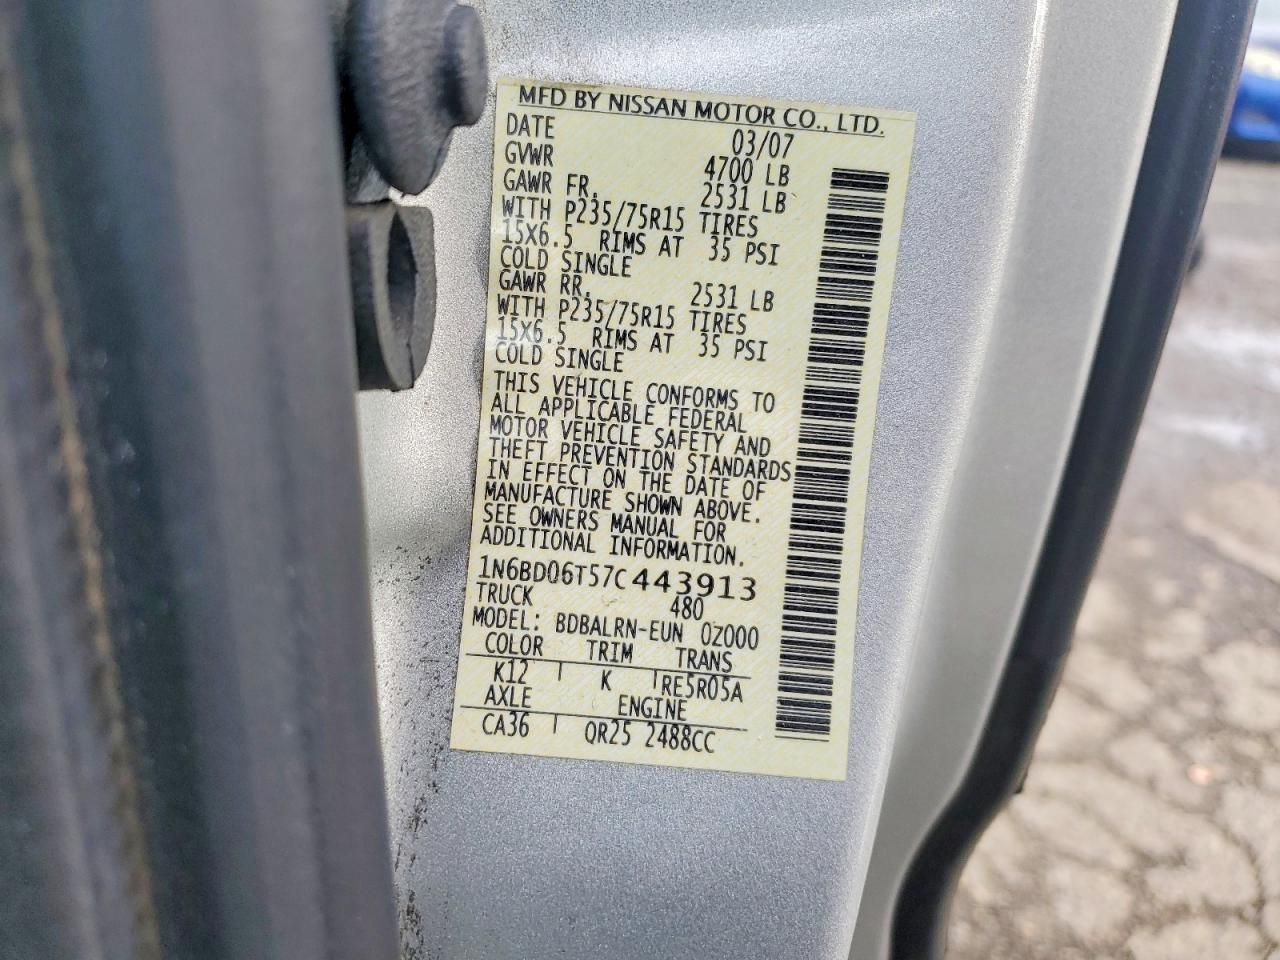 MFD BY NISSAN MOTOR CO., LTD.
DATE 03/07
GVWR 4700 LB
GAWR FR. 2531 LB
WITH P235/75R15 TIRES
15X6.5 RIMS AT 35 PSI
COLD SINGLE
GAWR RR. 2531 LB
WITH P235/75R15 TIRES
15X6.5 RIMS AT 35 PSI
COLD SINGLE
THIS VEHICLE CONFORMS TO
ALL APPLICABLE FEDERAL
MOTOR VEHICLE SAFETY AND
THEFT PREVENTION STANDARDS
IN EFFECT ON THE DATE OF
MANUFACTURE SHOWN ABOVE.
SEE OWNERS MANUAL FOR
ADDITIONAL INFORMATION.
1N6BD06T57C443913
TRUCK 480
MODEL: BDBALRN-EUN 0Z000
COLOR TRIM TRANS
K12 K RE5R05A
AXLE ENGINE
CA36 QR25 2488CC